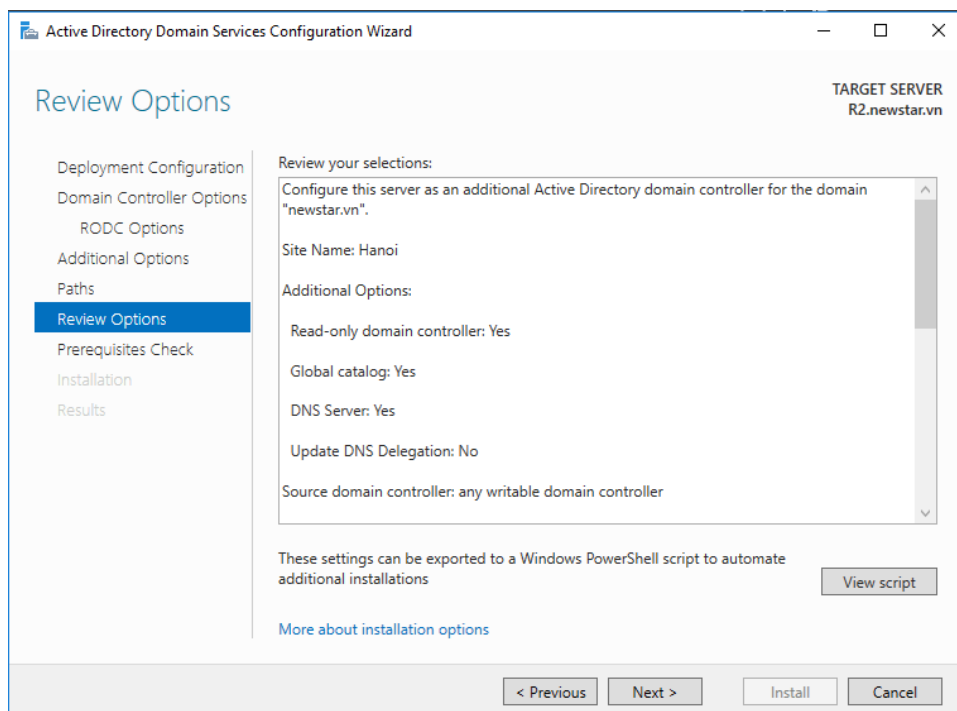 Active Directory Domain Services Configuration Wizard
Review Options
TARGET SERVER
R2.newstar.vn
Deployment Configuration
Domain Controller Options
RODC Options
Additional Options
Paths
Review Options
Prerequisites Check
Installation
Results
Review your selections:
Configure this server as an additional Active Directory domain controller for the domain
"newstar.vn".
Site Name: Hanoi
Additional Options:
Read-only domain controller: Yes
Global catalog: Yes
DNS Server: Yes
Update DNS Delegation: No
Source domain controller: any writable domain controller
These settings can be exported to a Windows PowerShell script to automate
additional installations
View script
More about installation options
< Previous
Next >
Install
Cancel